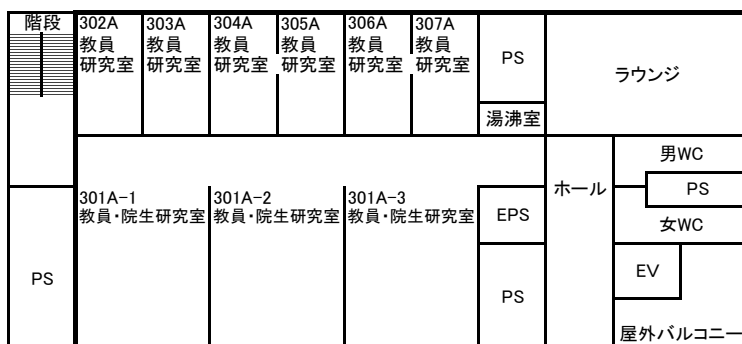 階段
302A
教員
研究室
303A
教員
研究室
304A
教員
研究室
305A
教員
研究室
306A
教員
研究室
307A
教員
研究室
PS
湯沸室
ラウンジ
男WC
PS
女WC
ホール
301A-1
教員・院生研究室
301A-2
教員・院生研究室
301A-3
教員・院生研究室
EPS
PS
PS
EV
屋外バルコニー